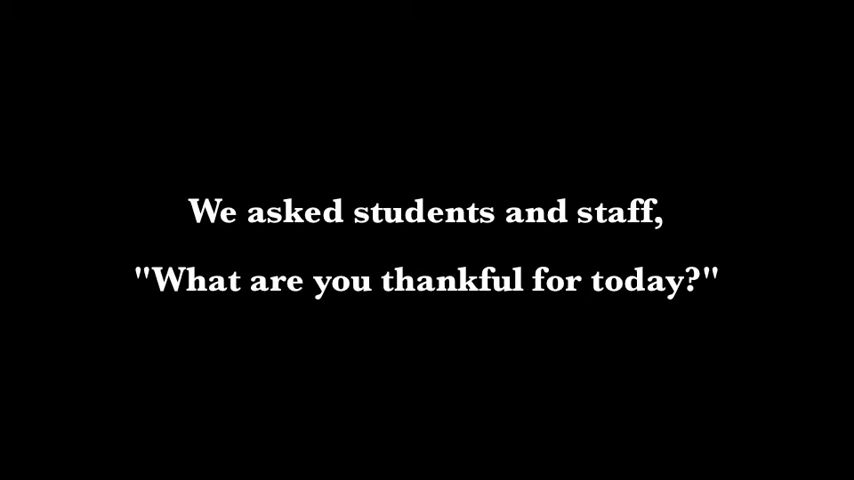 We asked students and staff,
"What are you thankful for today?"